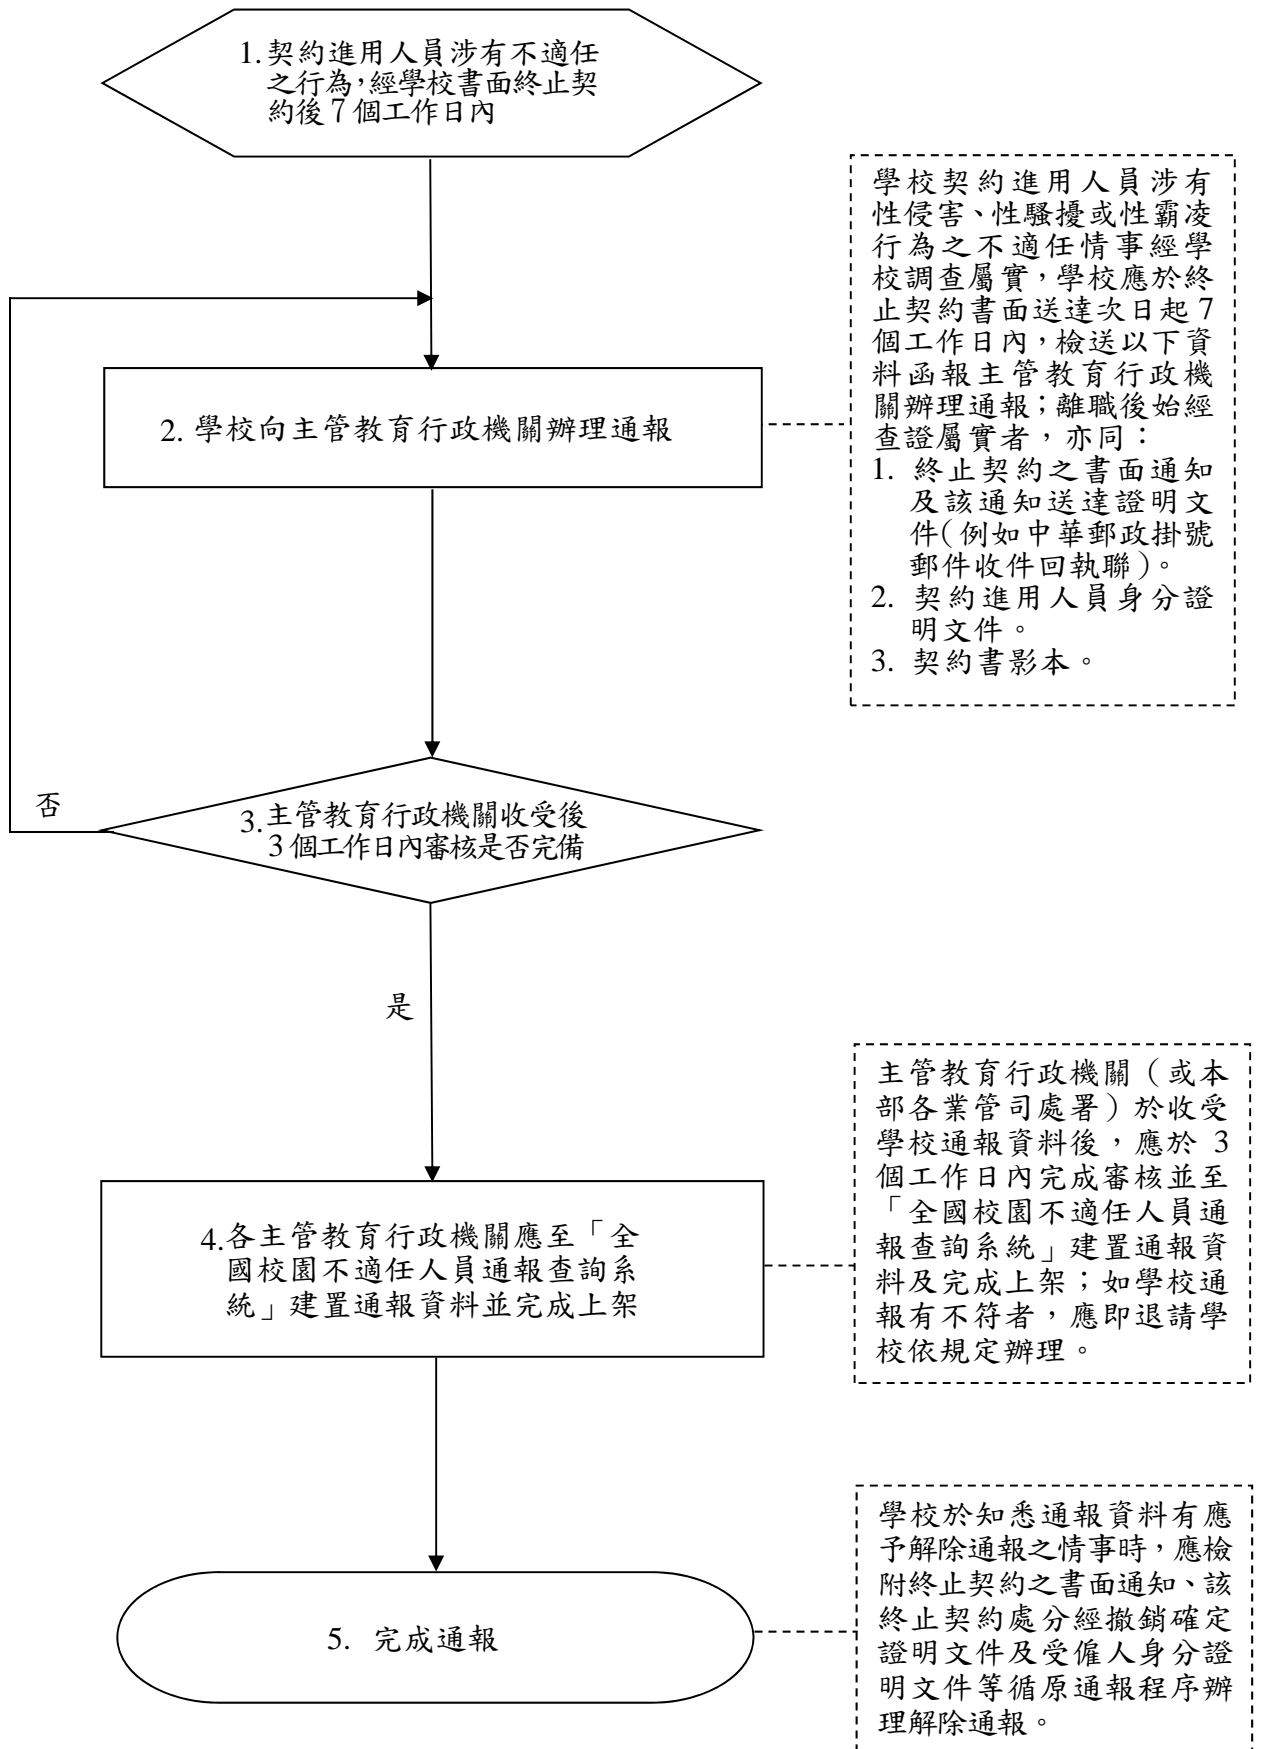 1.契約進用人員涉有不適任
之行為，經學校書面終止契
約後7個工作日內
學校契約進用人員涉有
性侵害、性騷擾或性霸凌
行為之不適任情事經學
校調查屬實，學校應於終
止契約書面送達次日起7
個工作日內，檢送以下資
料函報主管教育行政機
關辦理通報；離職後始經
查證屬實者，亦同：
1. 終止契約之書面通知
及該通知送達證明文
件(例如中華郵政掛號
郵件收件回執聯)。
2. 契約進用人員身分證
明文件。
3. 契約書影本。
2. 學校向主管教育行政機關辦理通報
否
3.主管教育行政機關收受後
3個工作日內審核是否完備
是
主管教育行政機關（或本
部各業管司處署）於收受
學校通報資料後，應於 3
個工作日內完成審核並至
「全國校園不適任人員通
報查詢系統」建置通報資
料及完成上架；如學校通
報有不符者，應即退請學
校依規定辦理。
4.各主管教育行政機關應至「全
國校園不適任人員通報查詢系
統」建置通報資料並完成上架
學校於知悉通報資料有應
予解除通報之情事時，應檢
附終止契約之書面通知、該
終止契約處分經撤銷確定
證明文件及受僱人身分證
明文件等循原通報程序辦
理解除通報。
5. 完成通報